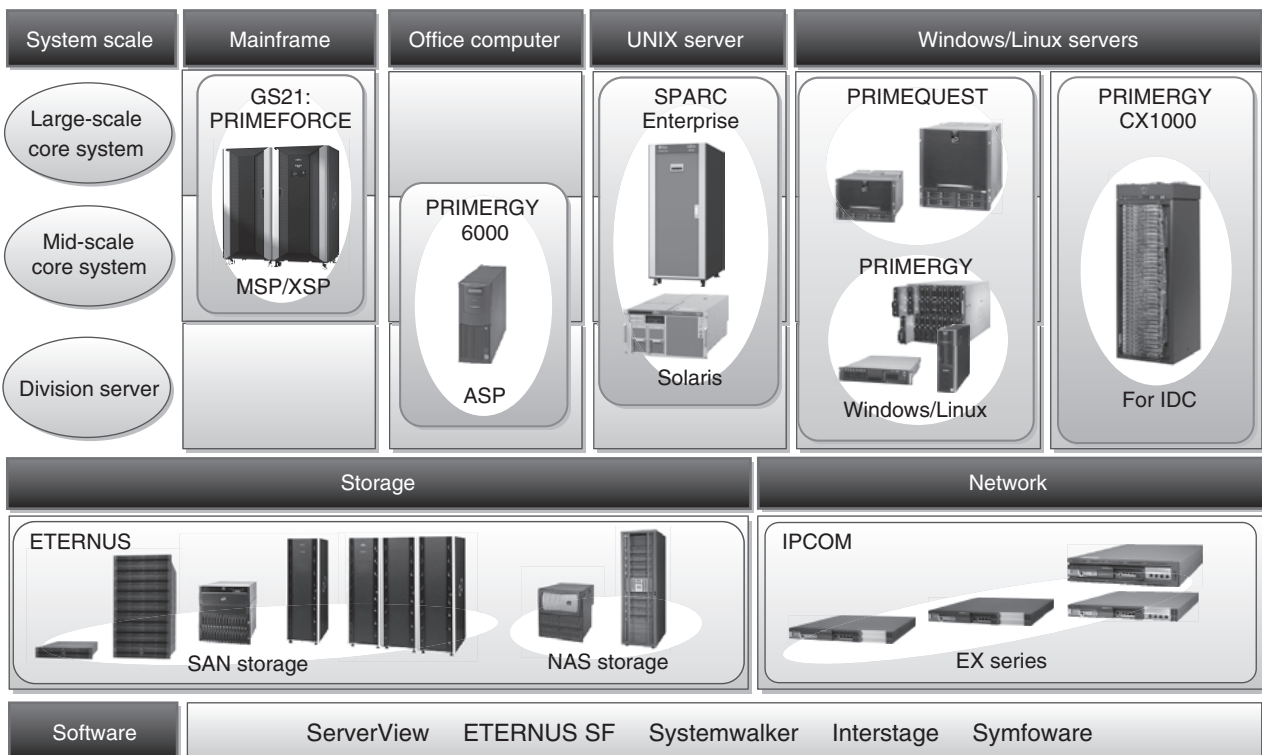 System scale
Mainframe
Office computer
UNIX server
Windows/Linux servers
Large-scale
core system
Mid-scale
core system
Division server
GS21:
PRIMEFORCE
MSP/XSP
PRIMERGY
6000
ASP
SPARC
Enterprise
Solaris
PRIMEQUEST
PRIMERGY
Windows/Linux
PRIMERGY
CX1000
For IDC
Storage
Network
ETERNUS
SAN storage
NAS storage
IPCOM
EX series
Software
ServerView ETERNUS SF Systemwalker Interstage Symfoware